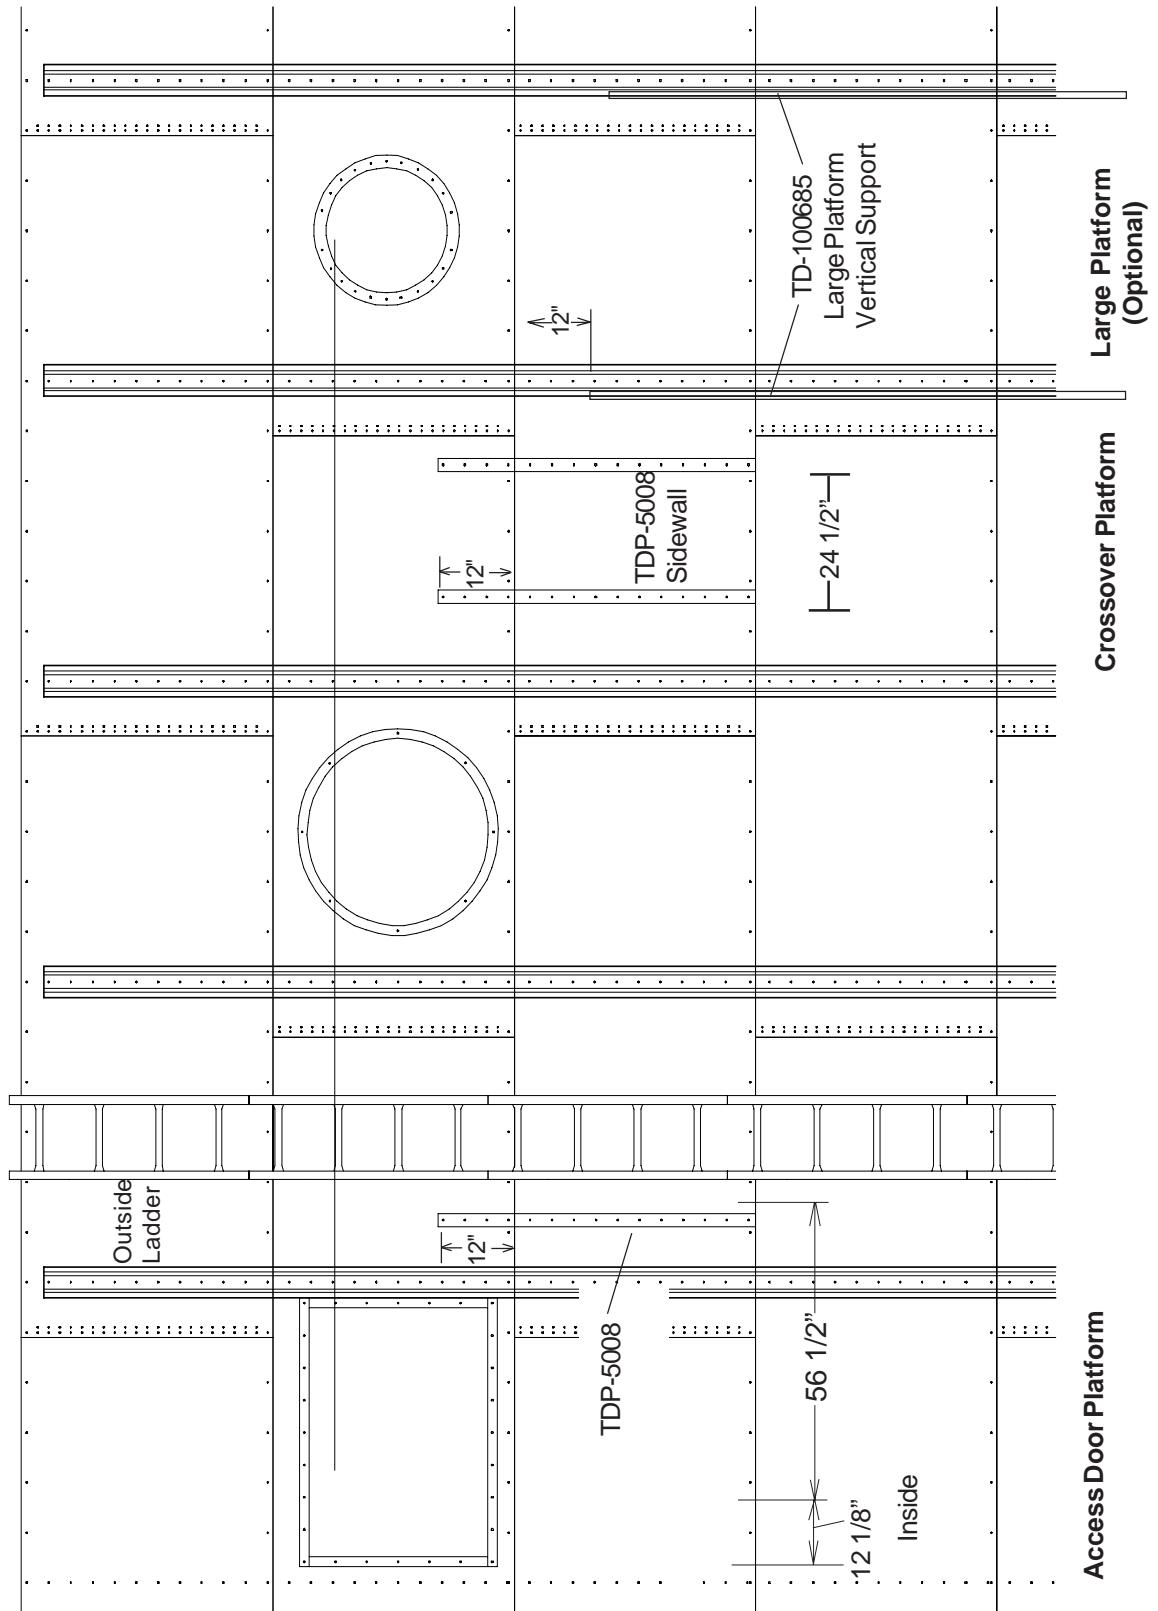 Outside
Ladder
12"
TDP-5008
56 1/2”
12 1/8”
Inside
Access Door Platform
12"
TDP-5008
Sidewall
24 1/2”
Crossover Platform
12"
TD-100685
Large Platform
Vertical Support
Large Platform
(Optional)